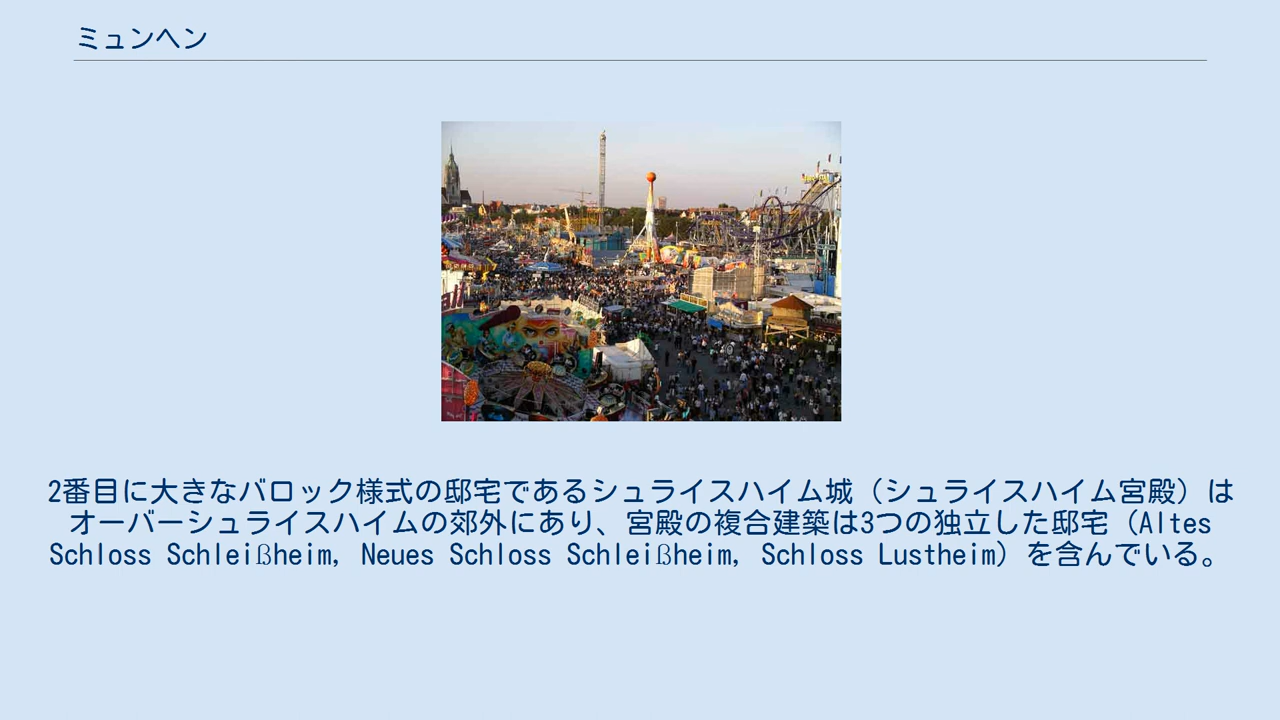 ミュンヘン
2番目に大きなバロック様式の邸宅であるシュライスハイム城（シュライスハイム宮殿）は
オーバーシュライスハイムの郊外にあり、宮殿の複合建築は3つの独立した邸宅（Altes
Schloss Schleißheim, Neues Schloss Schleißheim, Schloss Lustheim）を含んでいる。